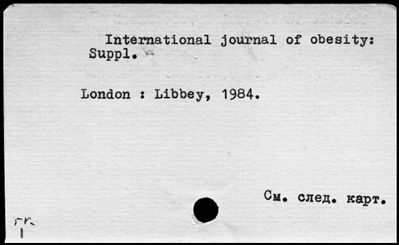 International journal of obesity:
Suppl.
London : Libbey, 1984.
См. след. карт.